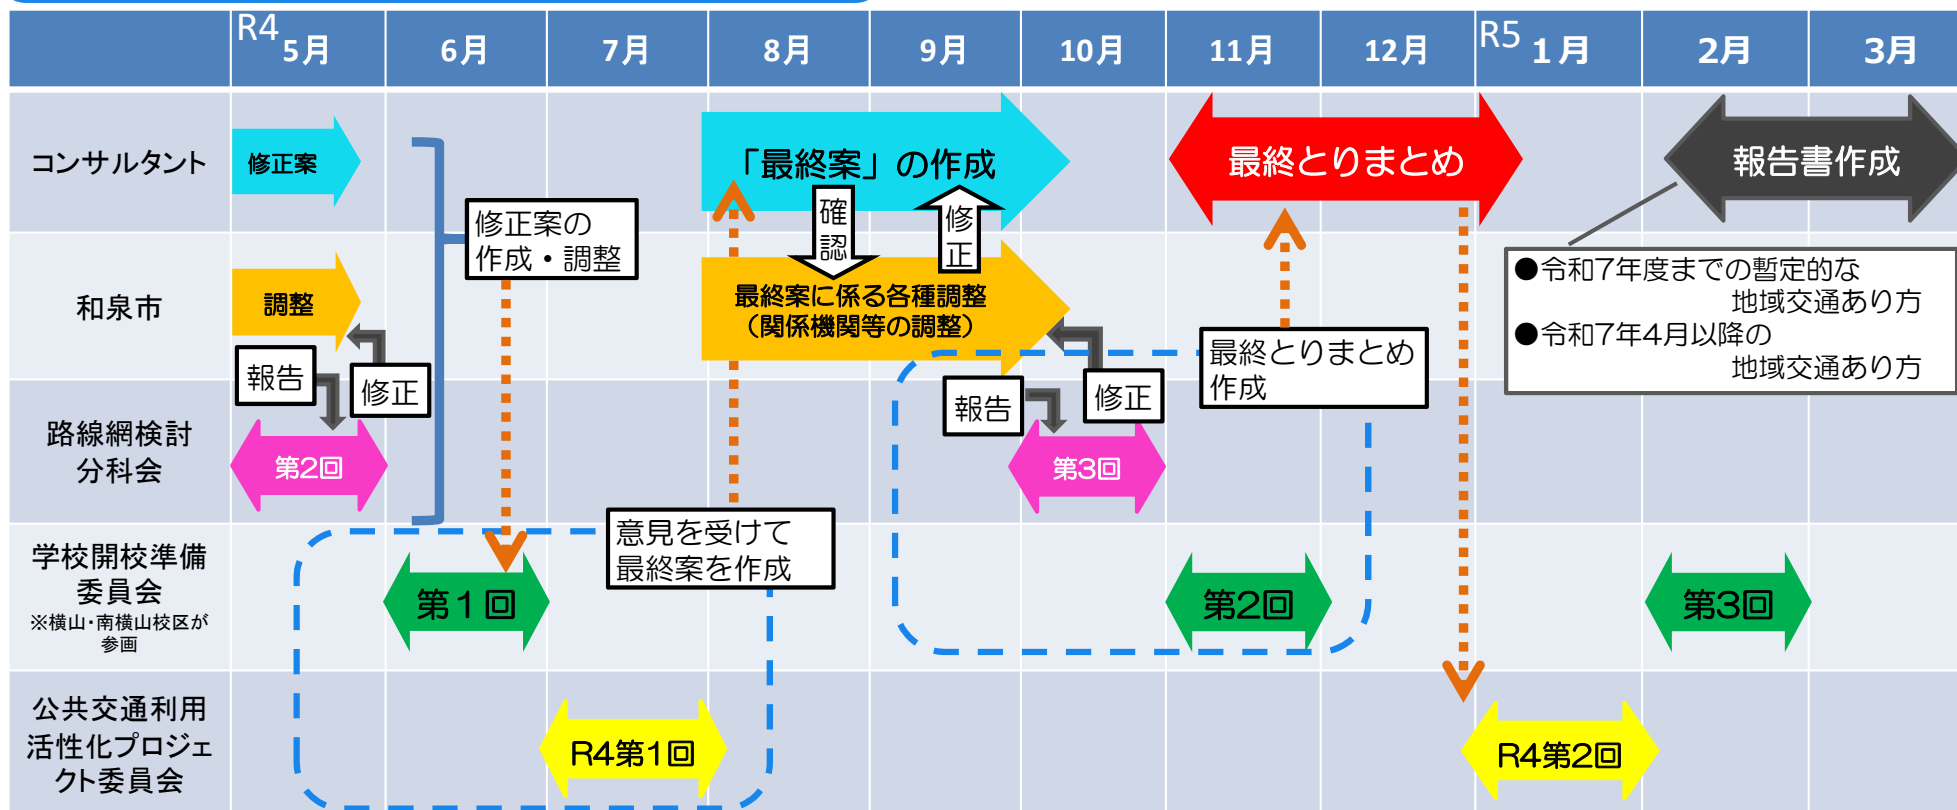 R4
5月
6月
7月
8月
9月
10月
11月
12月
R5
1月
2月
3月
コンサルタント
修正案
「最終案」の作成
最終とりまとめ
報告書作成
修正案の
作成・調整
確
認
修
正
和泉市
調整
最終案に係る各種調整
（関係機関等の調整）
●令和7年度までの暫定的な
地域交通あり方
●令和7年4月以降の
地域交通あり方
報告
修正
報告
修正
最終とりまとめ
作成
路線網検討
分科会
第2回
第3回
意見を受けて
最終案を作成
学校開校準備
委員会
※横山・南横山校区が
参画
第1回
第2回
第3回
公共交通利用
活性化プロジェ
クト委員会
R4第1回
R4第2回